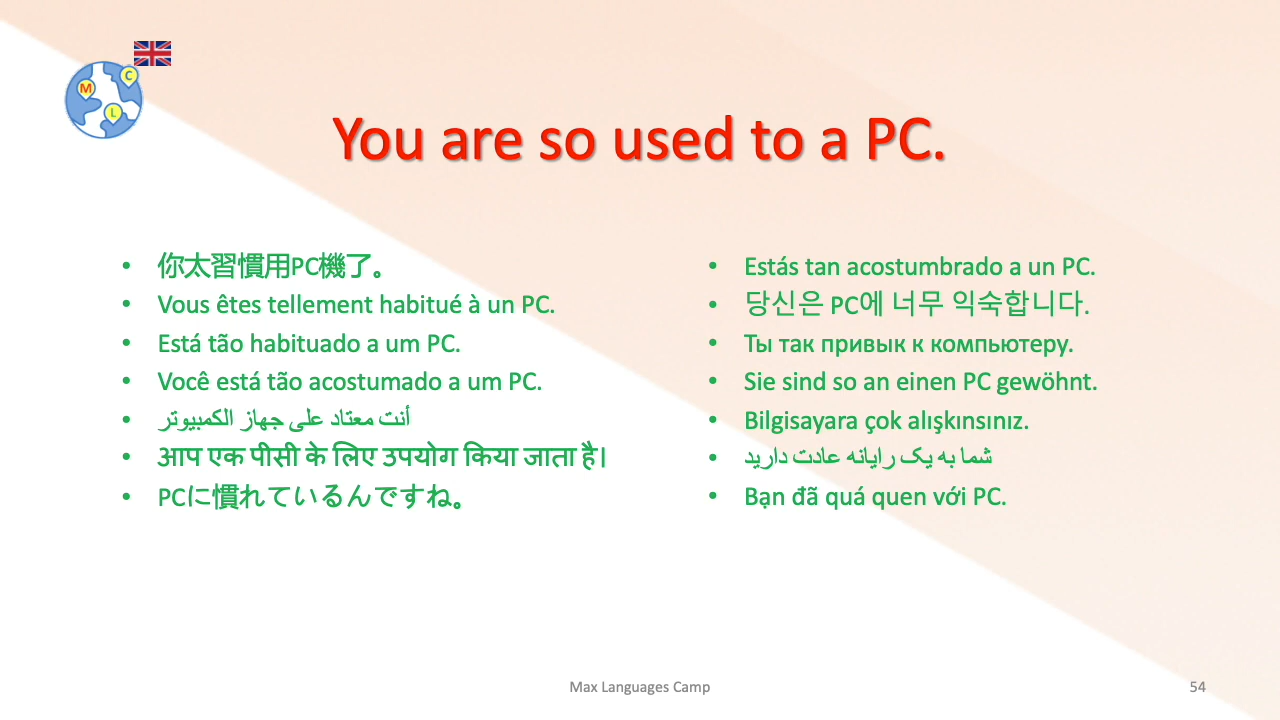 M
C
L
You are so used to a PC.
• 你太習慣用PC機了。
• Vous êtes tellement habitué à un PC.
• Está tão habituado a um PC.
• Você está tão acostumado a um PC.
• أنت معتاد على جهاز الكمبيوتر
• आप एक पीसी के लिए उपयोग किया जाता है।
• PCに慣れているんですね。
• Estás tan acostumbrado a un PC.
• 당신은 PC에 너무 익숙합니다.
• Ты так привык к компьютеру.
• Sie sind so an einen PC gewöhnt.
• Bilgisayara çok alışkınsınız.
• شما به یک رایانه عادت دارید
• Bạn đã quá quen với PC.
Max Languages Camp
54